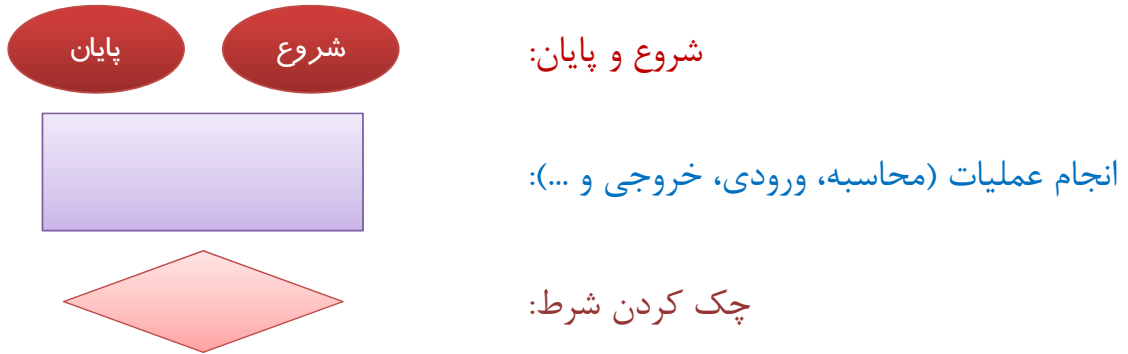 شروع و پایان:
شروع
پایان
انجام عملیات (محاسبه، ورودی، خروجی و ...):
چک کردن شرط: